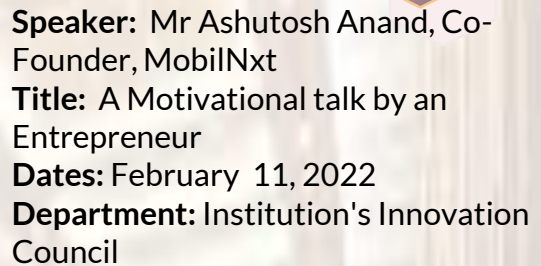 Speaker: Mr Ashutosh Anand, Co-
Founder, MobilNxt
Title: A Motivational talk by an
Entrepreneur
Dates: February 11, 2022
Department: Institution's Innovation
Council